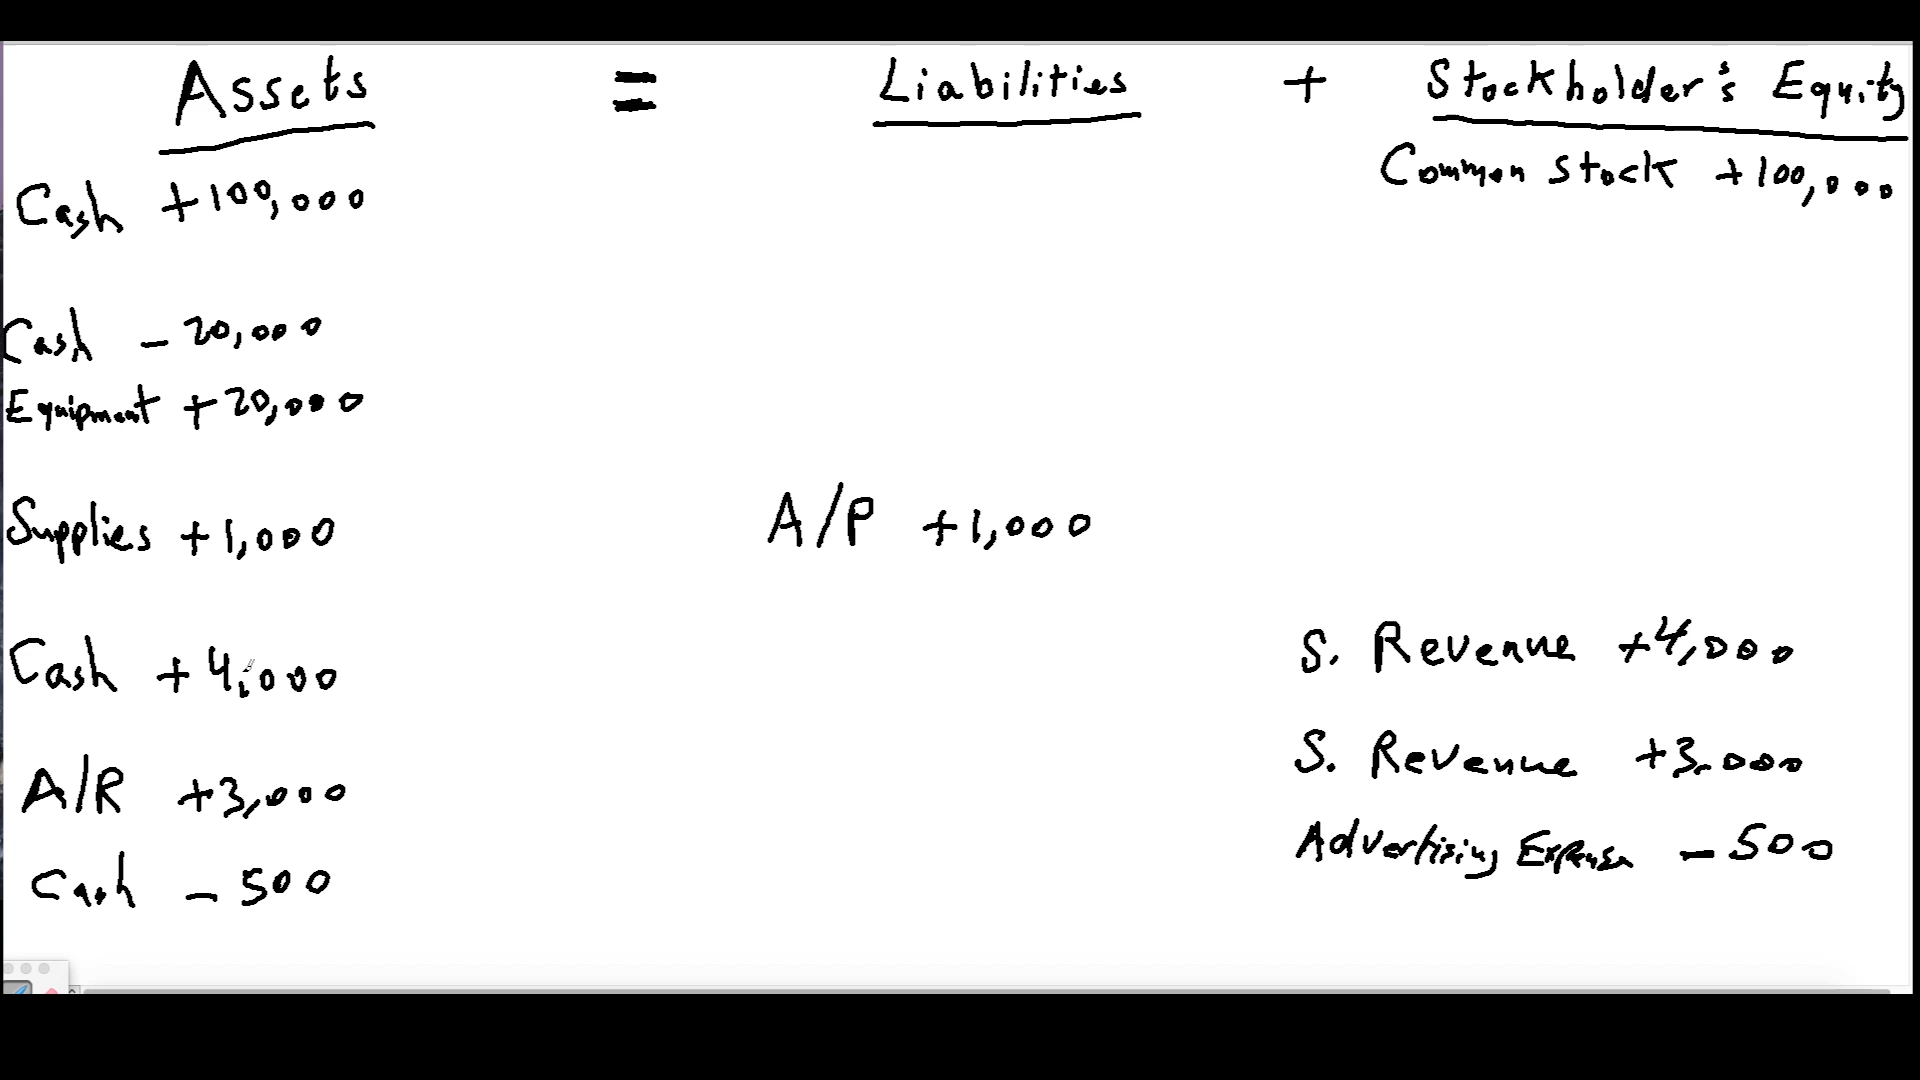 Assets = Liabilities + Stockholder's Equity
Cash +100,000 Common Stock +100,000
Cash - 20,000
Equipment + 20,000
Supplies + 1,000 A/P +1,000
Cash + 4,000 S. Revenue +4,000
A/R +3,000 S. Revenue +3,000
Cash - 500 Advertising Expense - 500